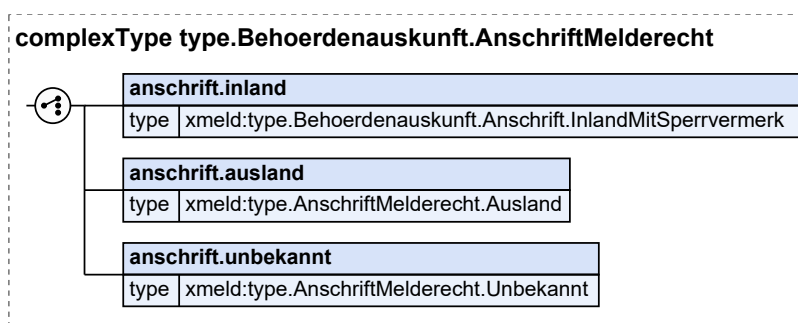 complexType type.Behoerdenauskunft.AnschriftMelderecht
anschrift.inland
type xmeld:type.Behoerdenauskunft.Anschrift.InlandMitSperrvermerk
anschrift.ausland
type xmeld:type.AnschriftMelderecht.Ausland
anschrift.unbekannt
type xmeld:type.AnschriftMelderecht.Unbekannt